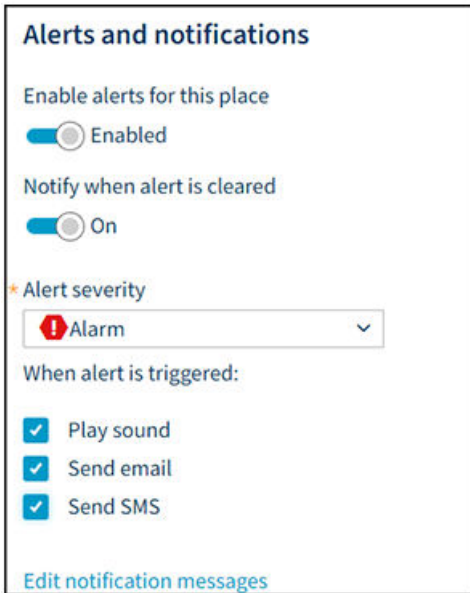 Alerts and notifications
Enable alerts for this place
Enabled
Notify when alert is cleared
On
* Alert severity
! Alarm
When alert is triggered:
Play sound
Send email
Send SMS
Edit notification messages